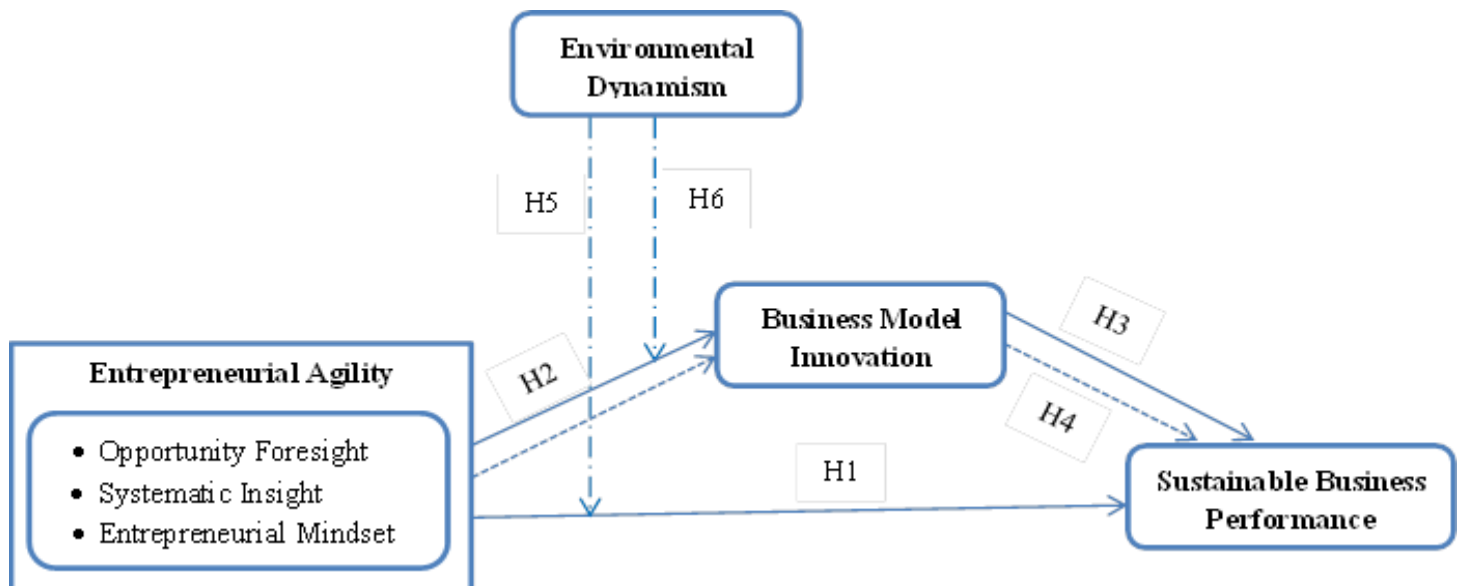 Environmental
Dynamism
H5
H6
Business Model
Innovation
H3
H2
H4
Entrepreneurial Agility
• Opportunity Foresight
• Systematic Insight
• Entrepreneurial Mindset
H1
Sustainable Business
Performance